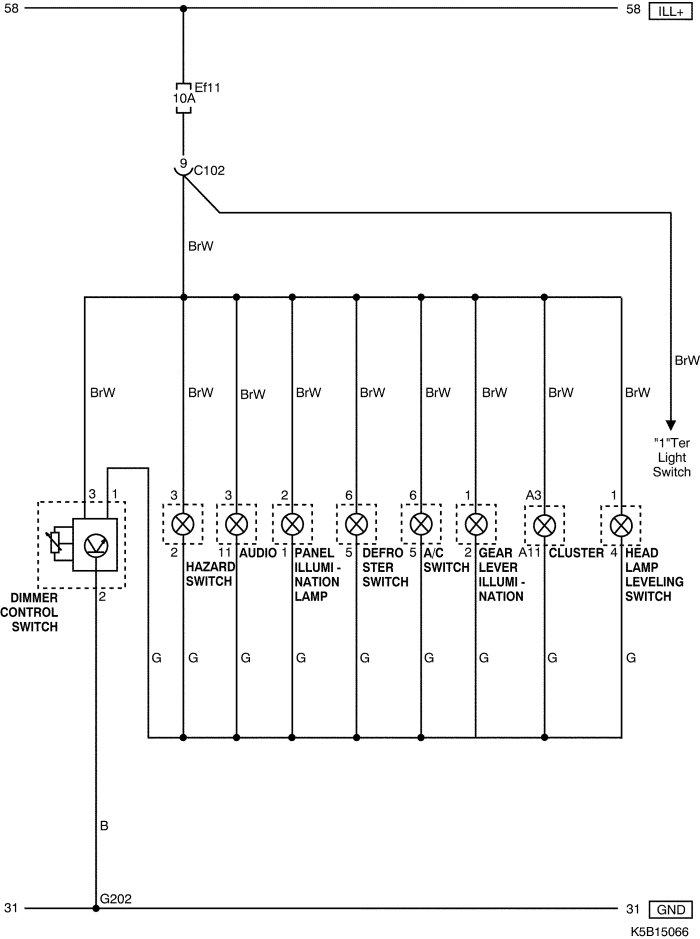 58
58 ILL+
Ef11
10A
9
C102
BrW
BrW
BrW BrW BrW BrW BrW BrW BrW BrW BrW
"1"Ter
Light
Switch
3 1 3 3 2 6 6 1 A3 1
2 11 1 5 5 2 A11 4
HAZARD
SWITCH
AUDIO
PANEL
ILLUMI -
NATION
LAMP
DEFRO
STER
SWITCH
A/C
SWITCH
GEAR
LEVER
ILLUMI -
NATION
CLUSTER
HEAD
LAMP
LEVELING
SWITCH
2
DIMMER
CONTROL
SWITCH
G G G G G G G G G
B
G202
31
31 GND
K5B15066